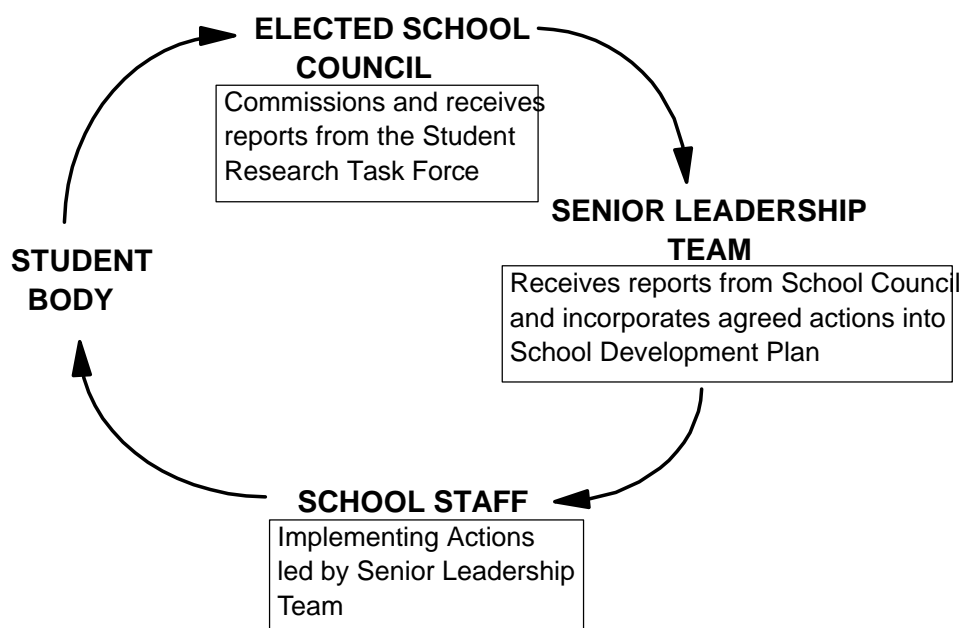 ELECTED SCHOOL
COUNCIL
Commissions and receives
reports from the Student
Research Task Force
SENIOR LEADERSHIP
TEAM
Receives reports from School Council
and incorporates agreed actions into
School Development Plan
STUDENT
BODY
SCHOOL STAFF
Implementing Actions
led by Senior Leadership
Team